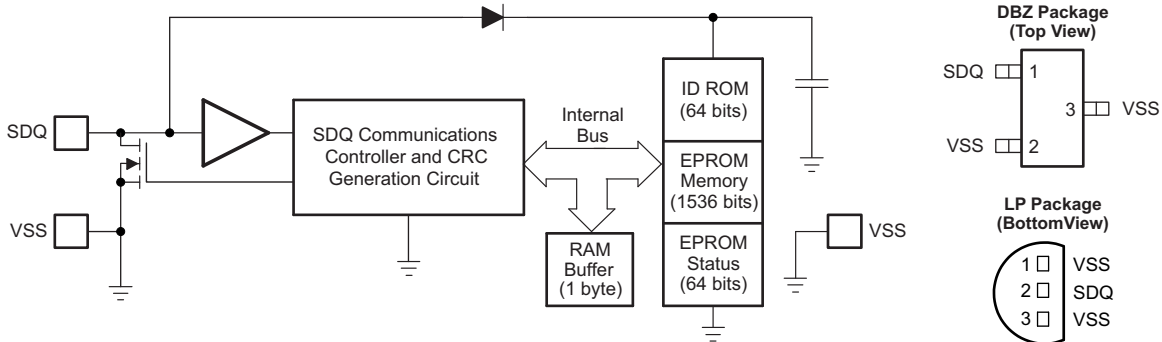 SDQ
VSS
SDQ Communications
Controller and CRC
Generation Circuit
Internal
Bus
RAM
Buffer
(1 byte)
ID ROM
(64 bits)
EPROM
Memory
(1536 bits)
EPROM
Status
(64 bits)
VSS
DBZ Package
(Top View)
SDQ 1
3 VSS
VSS 2
LP Package
(BottomView)
1 VSS
2 SDQ
3 VSS